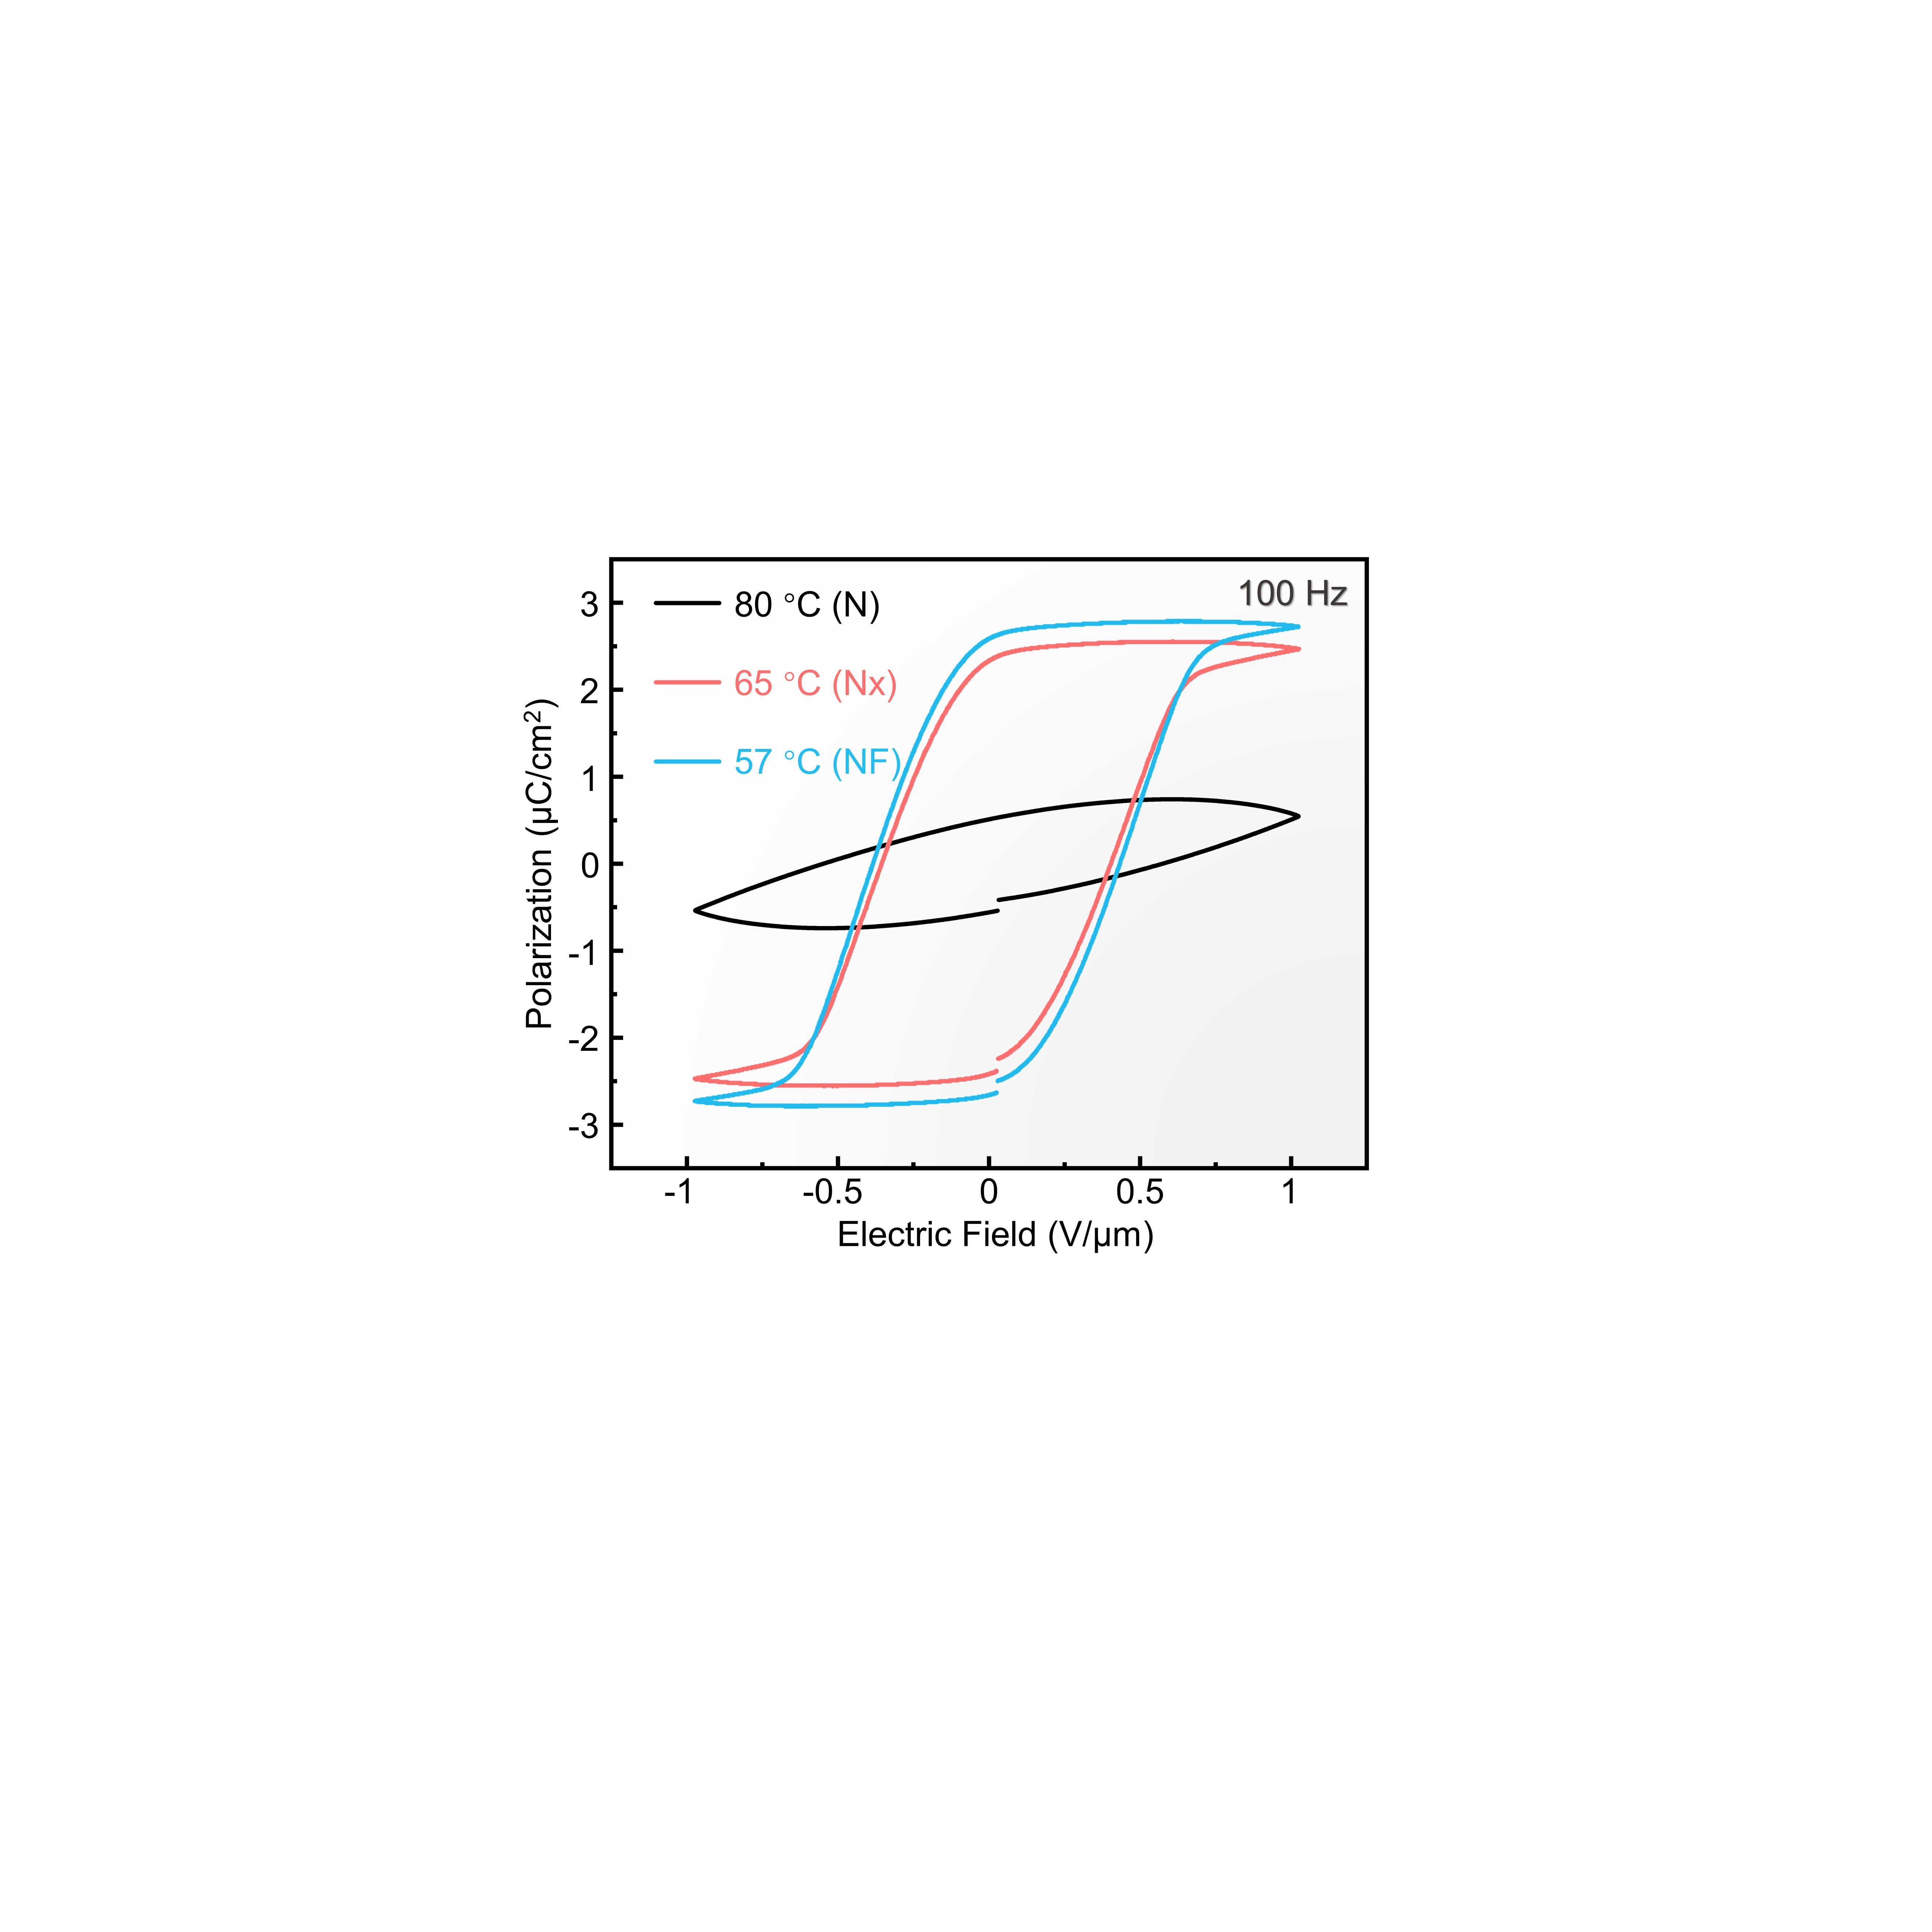 100 Hz
80 °C (N)
65 °C (Nx)
57 °C (NF)
3
2
1
0
-1
-2
-3
Polarization (µC/cm²)
-1
-0.5
0
0.5
1
Electric Field (V/µm)